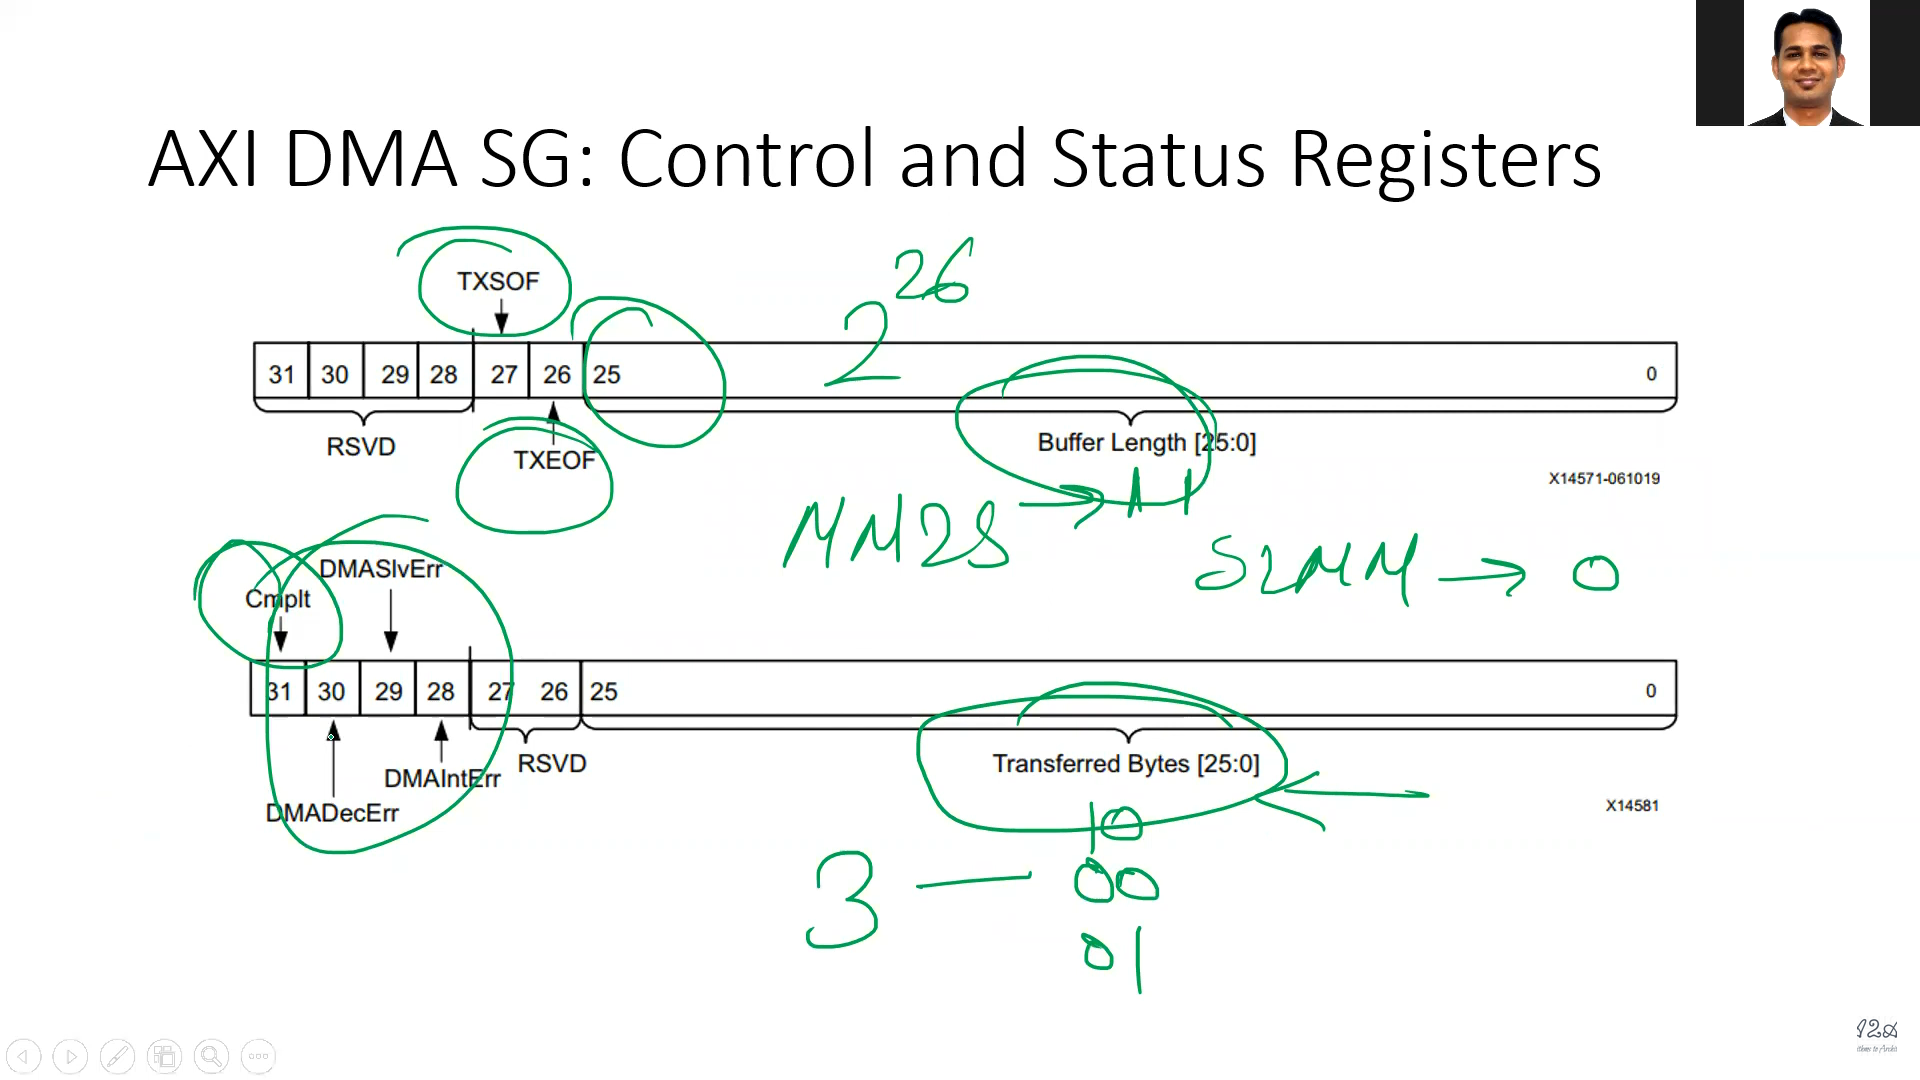 AXI DMA SG: Control and Status Registers
TXSOF
2^26
31 30 29 28 27 26 25 0
RSVD
TXEOF
Buffer Length [25:0]
X14571-061019
MM2S → 11
S2MM → 0
DMASlvErr
Cmplt
31 30 29 28 27 26 25 0
RSVD
Transferred Bytes [25:0]
DMAIntErr
DMADecErr
X14581
10
3 — 00
01